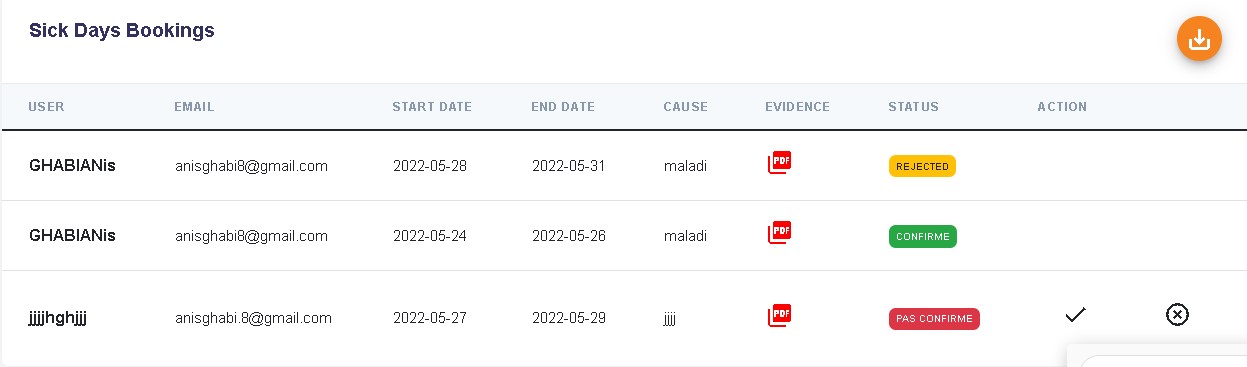 Sick Days Bookings
USER EMAIL START DATE END DATE CAUSE EVIDENCE STATUS ACTION
GHABIANis anisghabi8@gmail.com 2022-05-28 2022-05-31 maladi PDF REJECTED
GHABIANis anisghabi8@gmail.com 2022-05-24 2022-05-26 maladi PDF CONFIRME
jjjjhghjjj anisghabi.8@gmail.com 2022-05-27 2022-05-29 jjjj PDF PAS CONFIRME